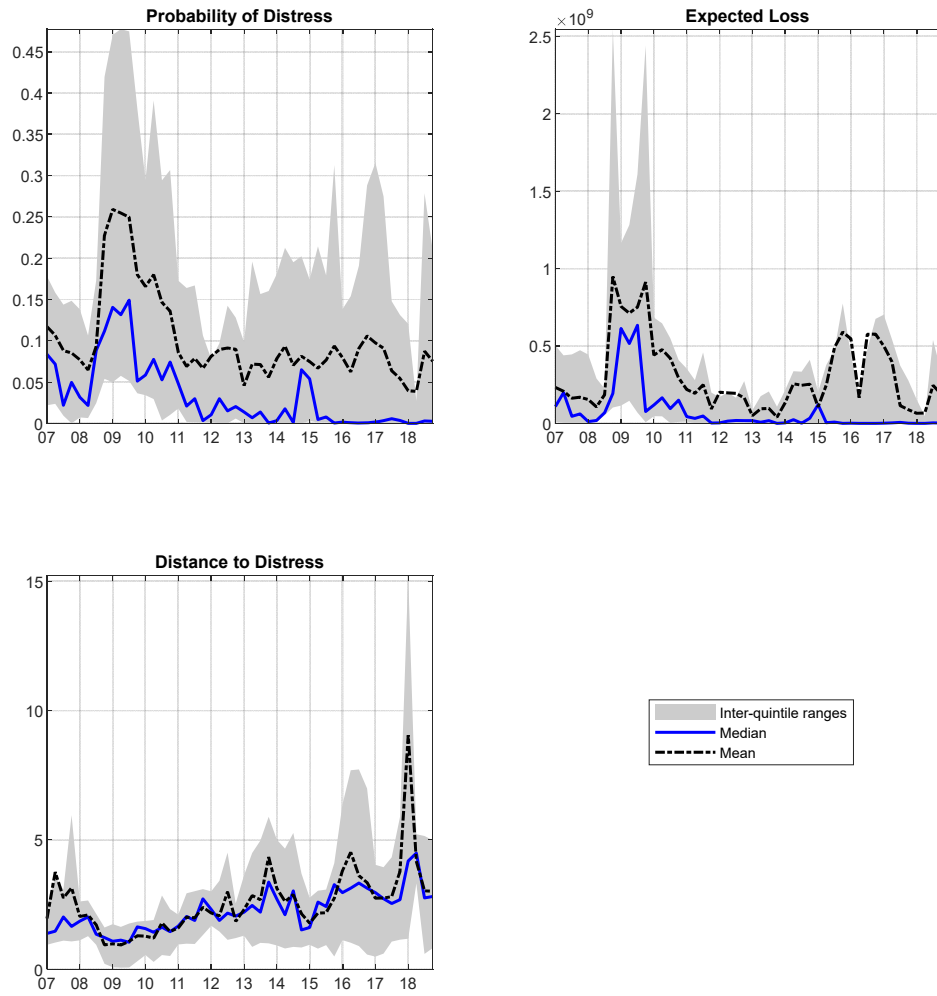 Probability of Distress
0.45
0.4
0.35
0.3
0.25
0.2
0.15
0.1
0.05
0
07 08 09 10 11 12 13 14 15 16 17 18
Expected Loss
×10^9
2.5
2
1.5
1
0.5
0
07 08 09 10 11 12 13 14 15 16 17 18
Distance to Distress
15
10
5
0
07 08 09 10 11 12 13 14 15 16 17 18
Inter-quintile ranges
Median
Mean